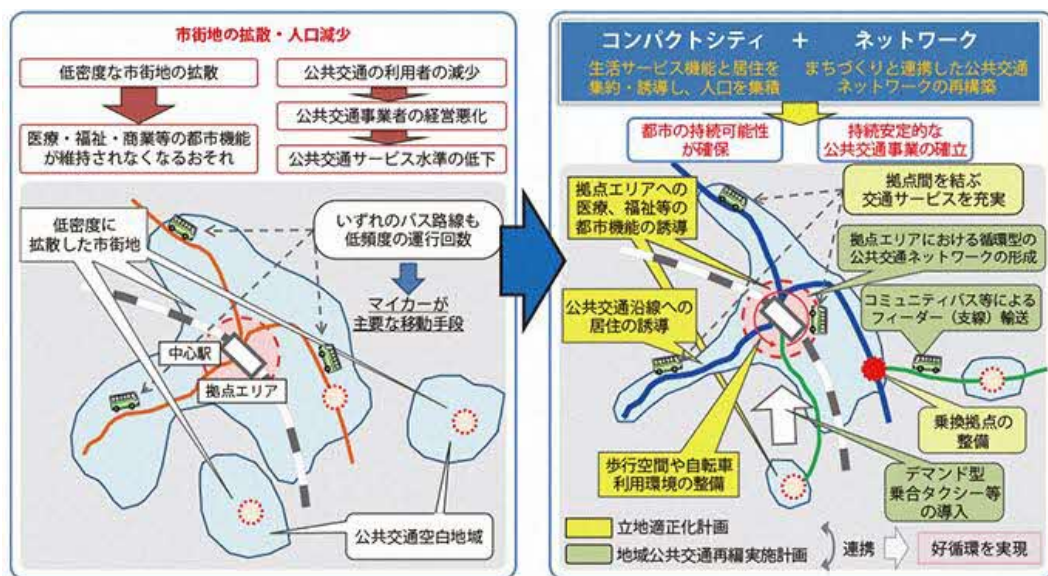 市街地の拡散・人口減少
低密度な市街地の拡散
医療・福祉・商業等の都市機能
が維持されなくなるおそれ
公共交通の利用者の減少
公共交通事業者の経営悪化
公共交通サービス水準の低下
低密度に
拡散した市街地
いずれのバス路線も
低頻度の運行回数
マイカーが
主要な移動手段
中心駅
拠点エリア
公共交通空白地域
コンパクトシティ + ネットワーク
生活サービス機能と居住を
集約・誘導し、人口を集積
まちづくりと連携した公共交通
ネットワークの再構築
都市の持続可能性
が確保
持続安定的な
公共交通事業の確立
拠点エリアへの
医療、福祉等の
都市機能の誘導
拠点間を結ぶ
交通サービスを充実
拠点エリアにおける循環型の
公共交通ネットワークの形成
公共交通沿線への
居住の誘導
コミュニティバス等による
フィーダー（支線）輸送
乗換拠点の
整備
歩行空間や自転車
利用環境の整備
デマンド型
乗合タクシー等
の導入
立地適正化計画
地域公共交通再編実施計画
連携
好循環を実現